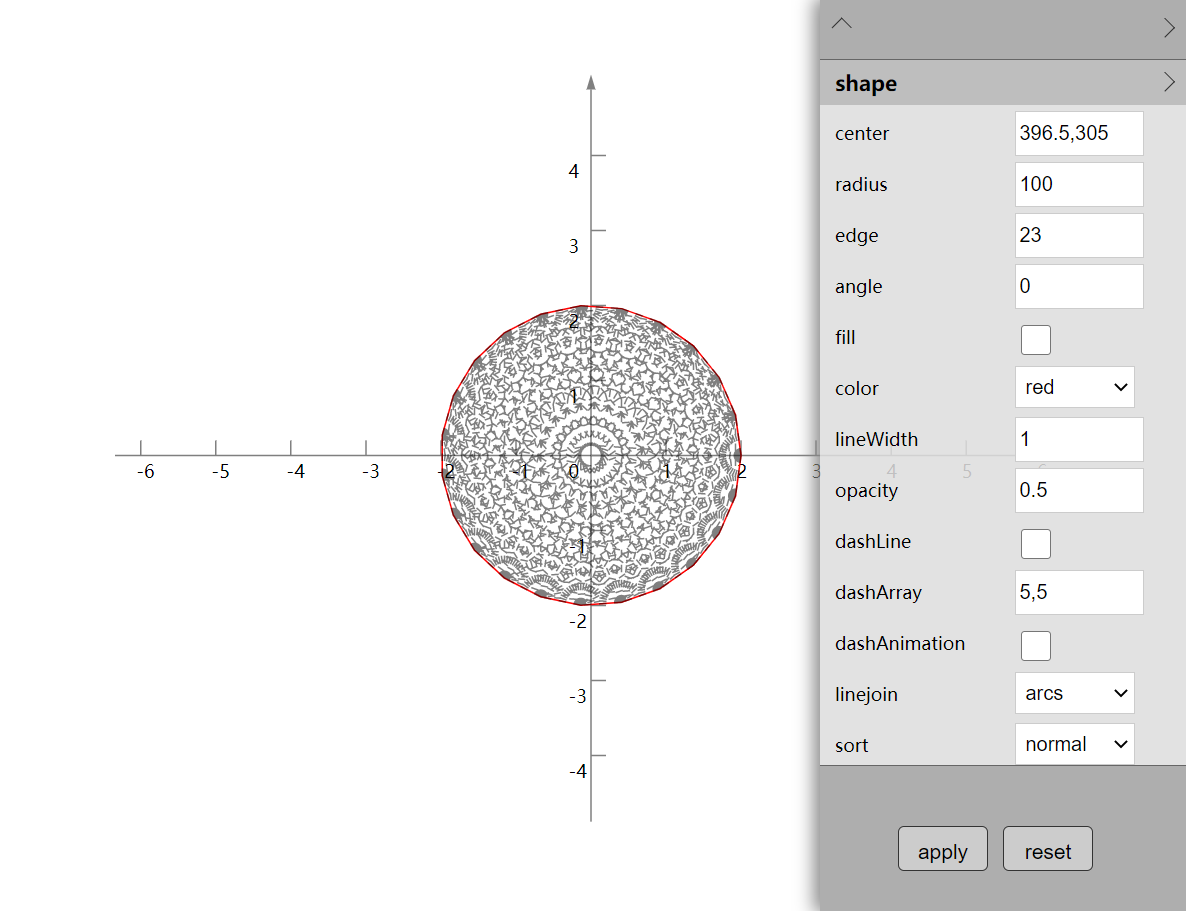 4
3
2
1
-6 -5 -4 -3 -2 -1 0 1 2 3 4 5 6
-1
-2
-3
-4
shape
center 396.5,305
radius 100
edge 23
angle 0
fill
color red
lineWidth 1
opacity 0.5
dashLine
dashArray 5,5
dashAnimation
linejoin arcs
sort normal
apply reset